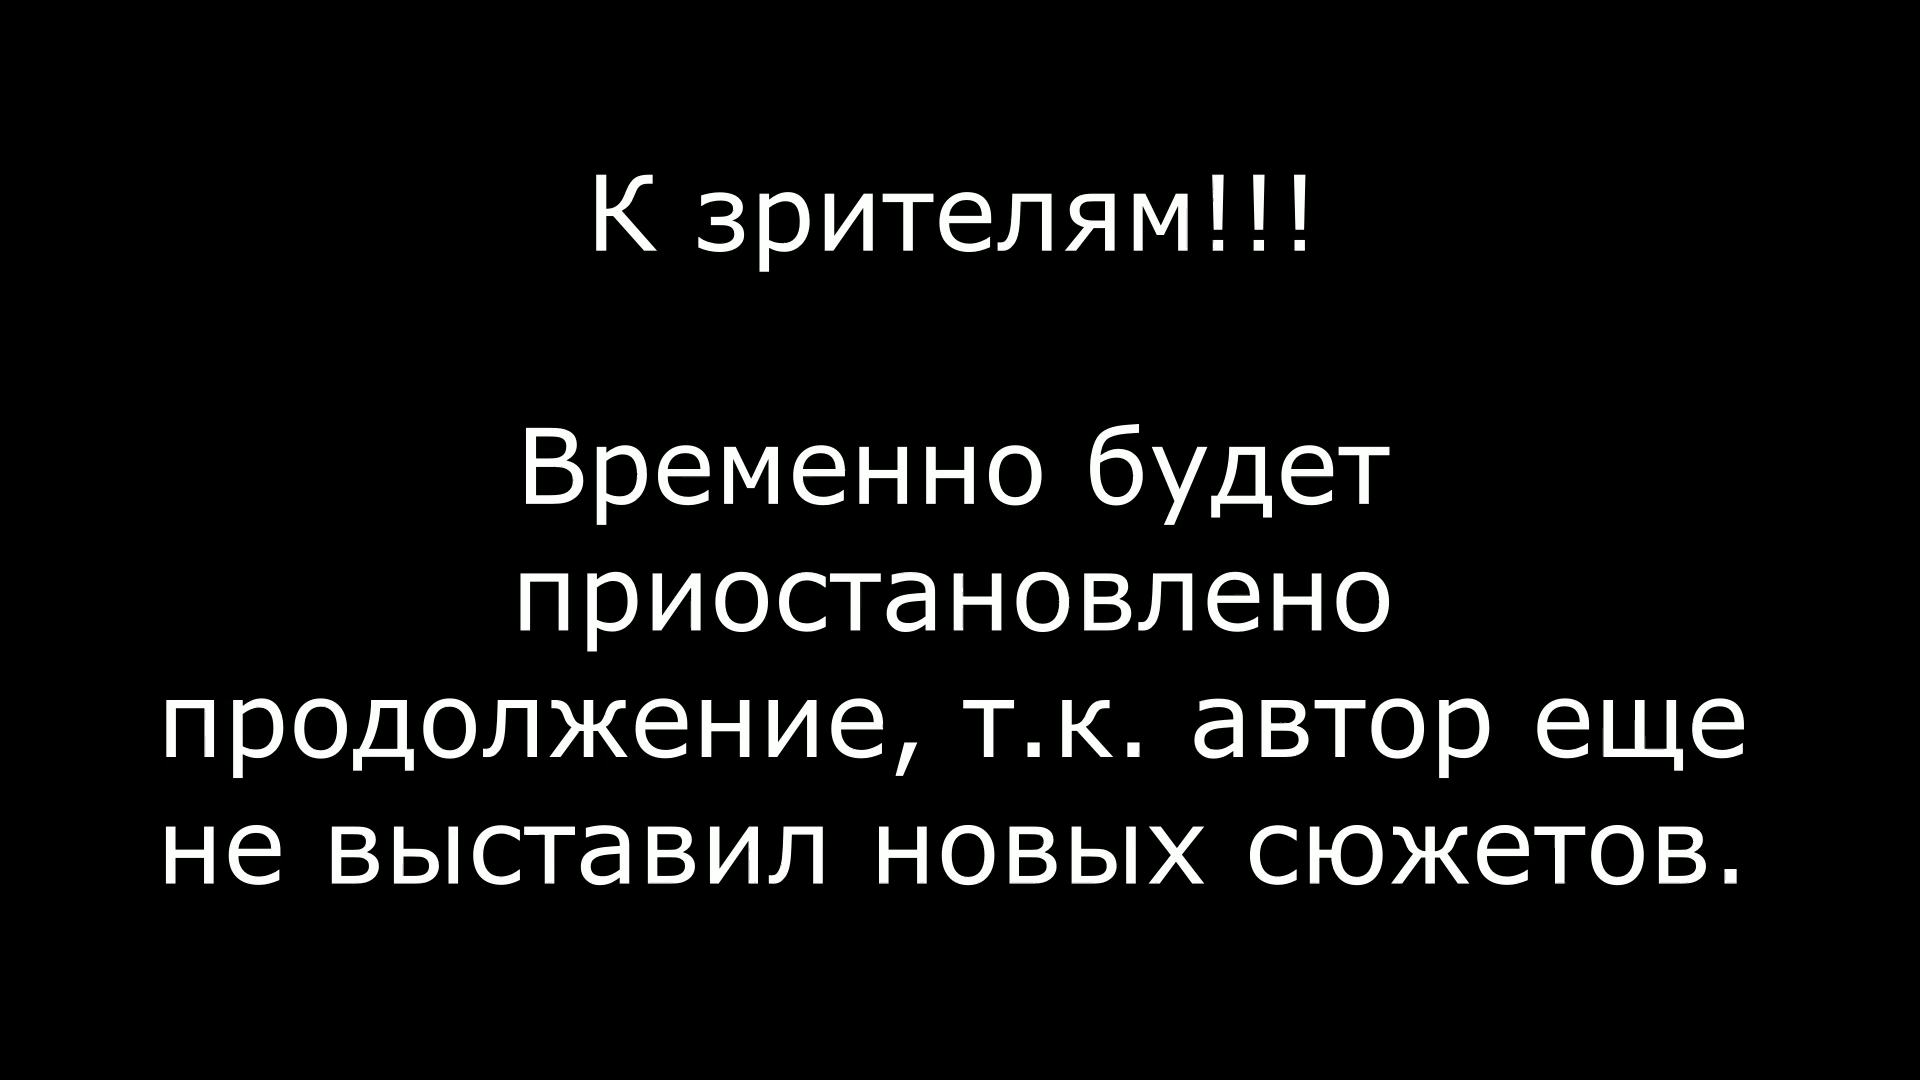 К зрителям!!!
Временно будет
приостановлено
продолжение, т.к. автор еще
не выставил новых сюжетов.